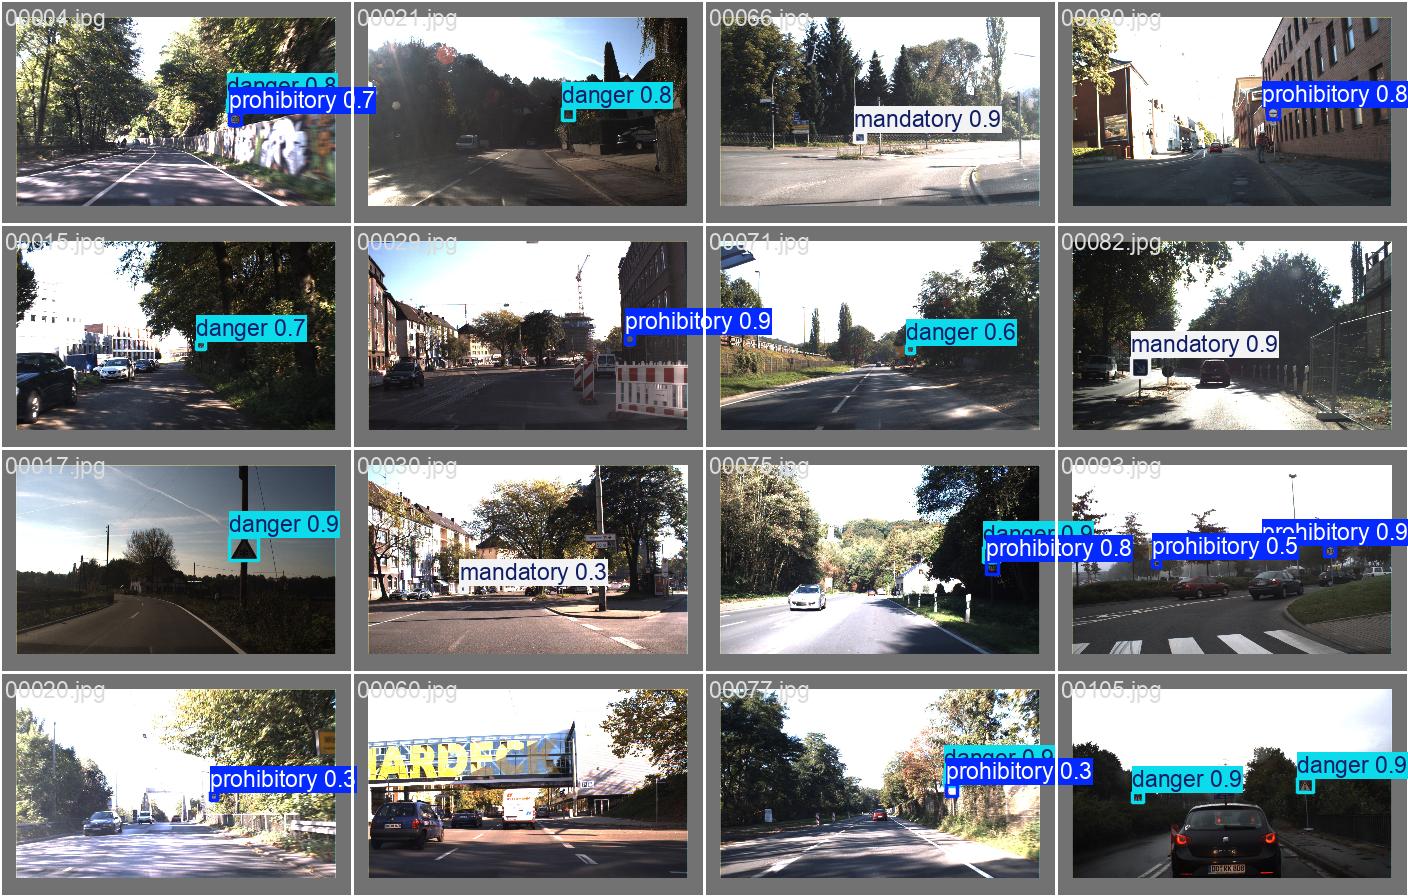 00004.jpg
danger 0.8
prohibitory 0.7
00021.jpg
danger 0.8
00066.jpg
mandatory 0.9
00080.jpg
prohibitory 0.8
00015.jpg
danger 0.7
00029.jpg
prohibitory 0.9
00071.jpg
danger 0.6
00082.jpg
mandatory 0.9
00017.jpg
danger 0.9
00030.jpg
mandatory 0.3
00075.jpg
danger 0.9
prohibitory 0.8
00093.jpg
prohibitory 0.5
prohibitory 0.9
00020.jpg
prohibitory 0.3
00060.jpg
HARDECK
00077.jpg
danger 0.9
prohibitory 0.3
00105.jpg
danger 0.9
danger 0.9